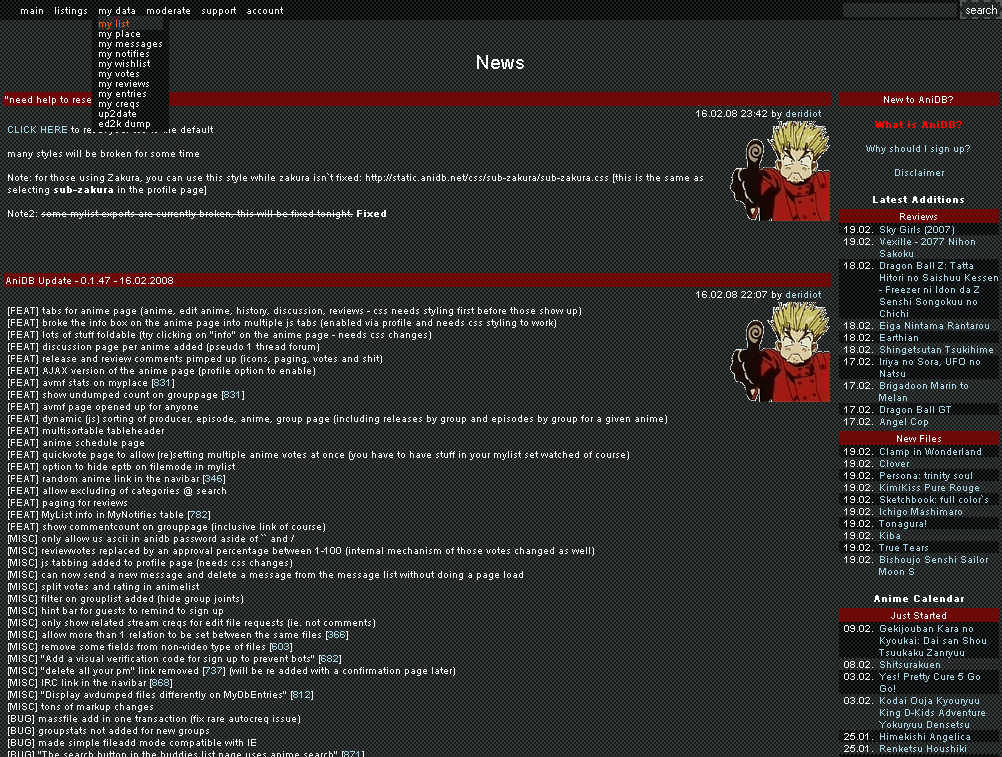 main listings my data moderate support account search
my list
my place
my messages
my notifies
my wishlist
my votes
my reviews
my entries
my creqs
up2date
ed2k dump
News
"need help to rese
16.02.08 23:42 by deridiot
CLICK HERE to the default
many styles will be broken for some time
Note: for those using Zakura, you can use this style while zakura isn`t fixed: http://static.anidb.net/css/sub-zakura/sub-zakura.css [this is the same as
selecting sub-zakura in the profile page]
Note2: some mylist exports are currently broken, this will be fixed tonight. Fixed
AniDB Update - 0.1.47 - 16.02.2008
16.02.08 22:07 by deridiot
[FEAT] tabs for anime page (anime, edit anime, history, discussion, reviews - css needs styling first before those show up)
[FEAT] broke the info box on the anime page into multiple js tabs (enabled via profile and needs css styling to work)
[FEAT] lots of stuff foldable (try clicking on "info" on the anime page - needs css changes)
[FEAT] discussion page per anime added (pseudo 1 thread forum)
[FEAT] release and review comments pimped up (icons, paging, votes and shit)
[FEAT] AJAX version of the anime page (profile option to enable)
[FEAT] avmf stats on myplace [831]
[FEAT] show undumped count on grouppage [831]
[FEAT] avmf page opened up for anyone
[FEAT] dynamic (js) sorting of producer, episode, anime, group page (including releases by group and episodes by group for a given anime)
[FEAT] multisortable tableheader
[FEAT] anime schedule page
[FEAT] quickvote page to allow (re)setting multiple anime votes at once (you have to have stuff in your mylist set watched of course)
[FEAT] option to hide eptb on filemode in mylist
[FEAT] random anime link in the navibar [346]
[FEAT] allow excluding of categories @ search
[FEAT] paging for reviews
[FEAT] MyList info in MyNotifies table [782]
[FEAT] show commentcount on grouppage (inclusive link of course)
[MISC] only allow us ascii in anidb password aside of `` and /
[MISC] reviewvotes replaced by an approval percentage between 1-100 (internal mechanism of those votes changed as well)
[MISC] js tabbing added to profile page (needs css changes)
[MISC] can now send a new message and delete a message from the message list without doing a page load
[MISC] split votes and rating in animelist
[MISC] filter on grouplist added (hide group joints)
[MISC] hint bar for guests to remind to sign up
[MISC] only show related stream creqs for edit file requests (ie. not comments)
[MISC] allow more than 1 relation to be set between the same files [366]
[MISC] remove some fields from non-video type of files [603]
[MISC] "Add a visual verification code for sign up to prevent bots" [682]
[MISC] "delete all your pm" link removed [737] (will be re added with a confirmation page later)
[MISC] IRC link in the navibar [868]
[MISC] "Display avdumped files differently on MyDbEntries" [812]
[MISC] tons of markup changes
[BUG] massfile add in one transaction (fix rare autocreq issue)
[BUG] groupstats not added for new groups
[BUG] made simple fileadd mode compatible with IE
[BUG] "The search button in the buddies list page uses anime search" [871]
New to AniDB?
What is AniDB?
Why should I sign up?
Disclaimer
Latest Additions
Reviews
19.02. Sky Girls (2007)
19.02. Vexille - 2077 Nihon
Sakoku
18.02. Dragon Ball Z: Tatta
Hitori no Saishuu Kessen
- Freezer ni Idon da Z
Senshi Songokuu no
Chichi
18.02. Eiga Nintama Rantarou
18.02. Earthian
18.02. Shingetsutan Tsukihime
17.02. Iriya no Sora, UFO no
Natsu
17.02. Brigadoon Marin to
Melan
17.02. Dragon Ball GT
17.02. Angel Cop
New Files
19.02. Clamp in Wonderland
19.02. Clover
19.02. Persona: trinity soul
19.02. KimiKiss Pure Rouge
19.02. Sketchbook: full color`s
19.02. Ichigo Mashimaro
19.02. Tonagura!
19.02. Kiba
19.02. True Tears
19.02. Bishoujo Senshi Sailor
Moon S
Anime Calendar
Just Started
09.02. Gekijouban Kara no
Kyoukai: Dai san Shou
Tsuukaku Zanryuu
08.02. Shitsurakuen
03.02. Yes! Pretty Cure 5 Go
Go!
03.02. Kodai Ouja Kyouryuu
King D-Kids Adventure
Yokuryuu Densetsu
25.01. Himekishi Angelica
25.01. Renketsu Houshiki